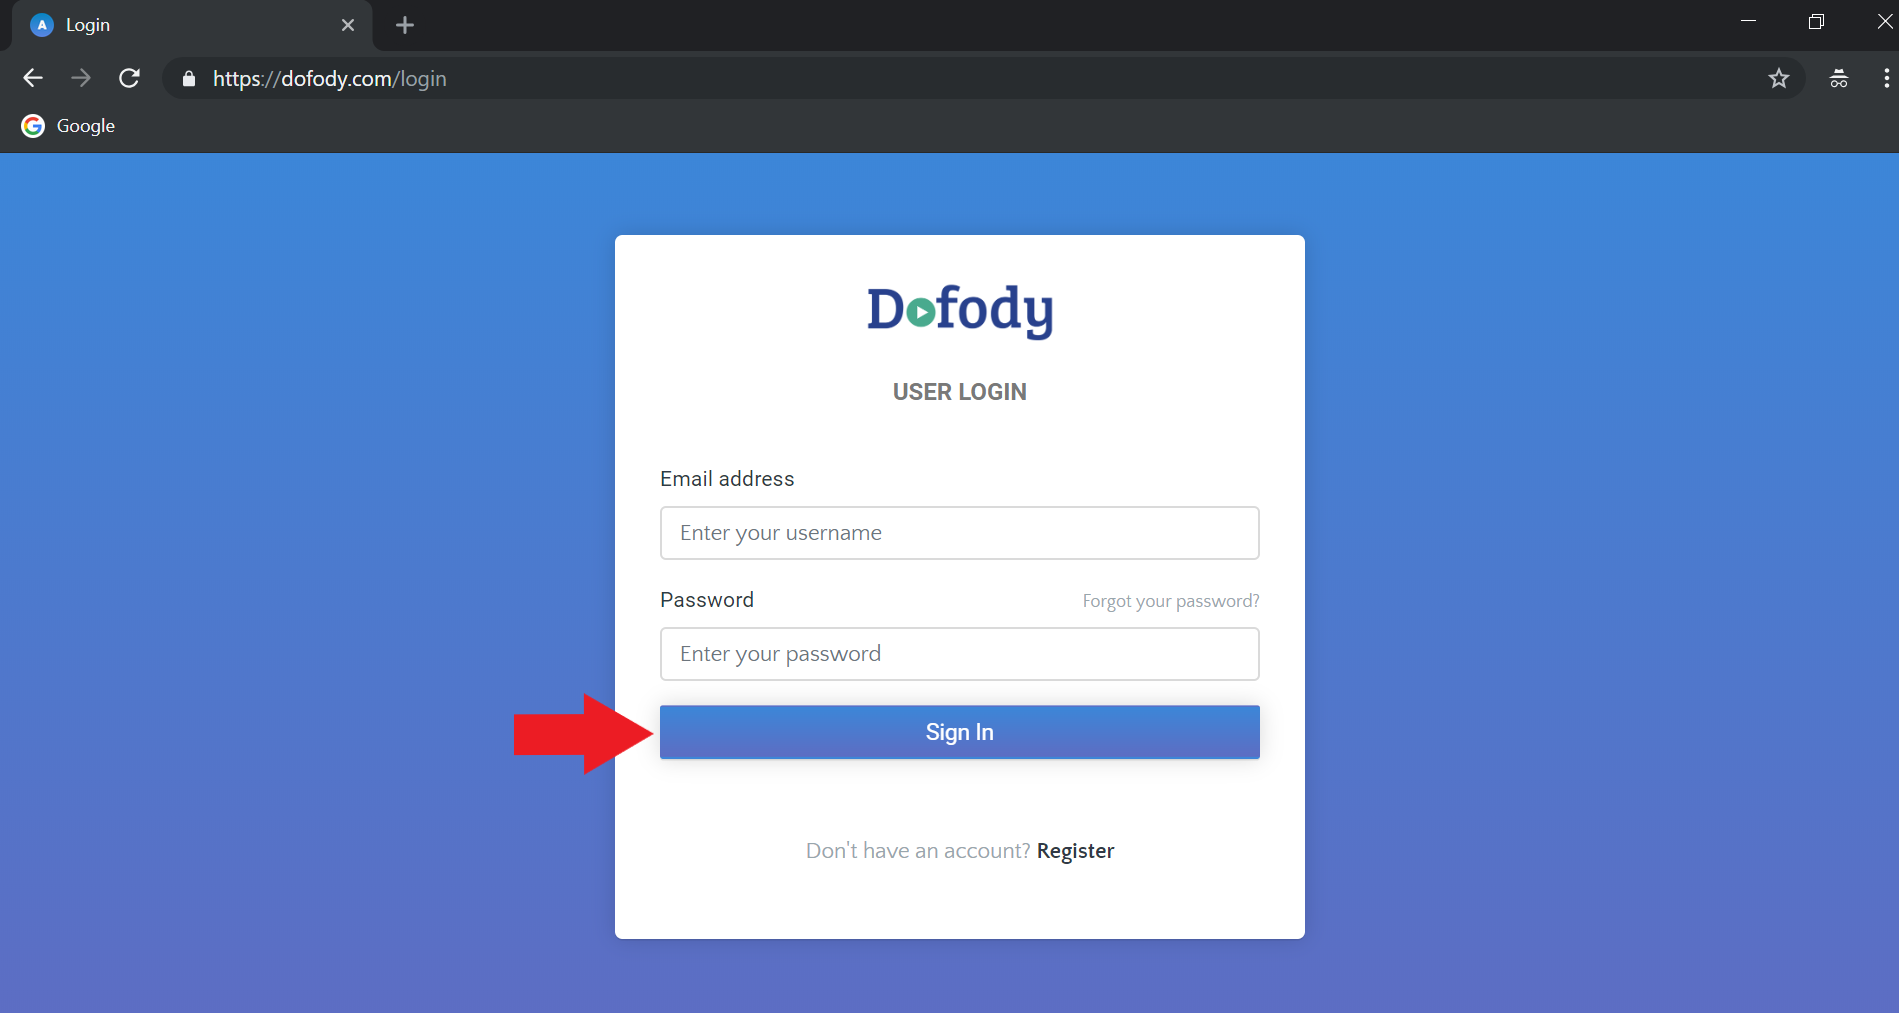 A Login
https://dofody.com/login
Google
Dofody
USER LOGIN
Email address
Enter your username
Password Forgot your password?
Enter your password
Sign In
Don't have an account? Register